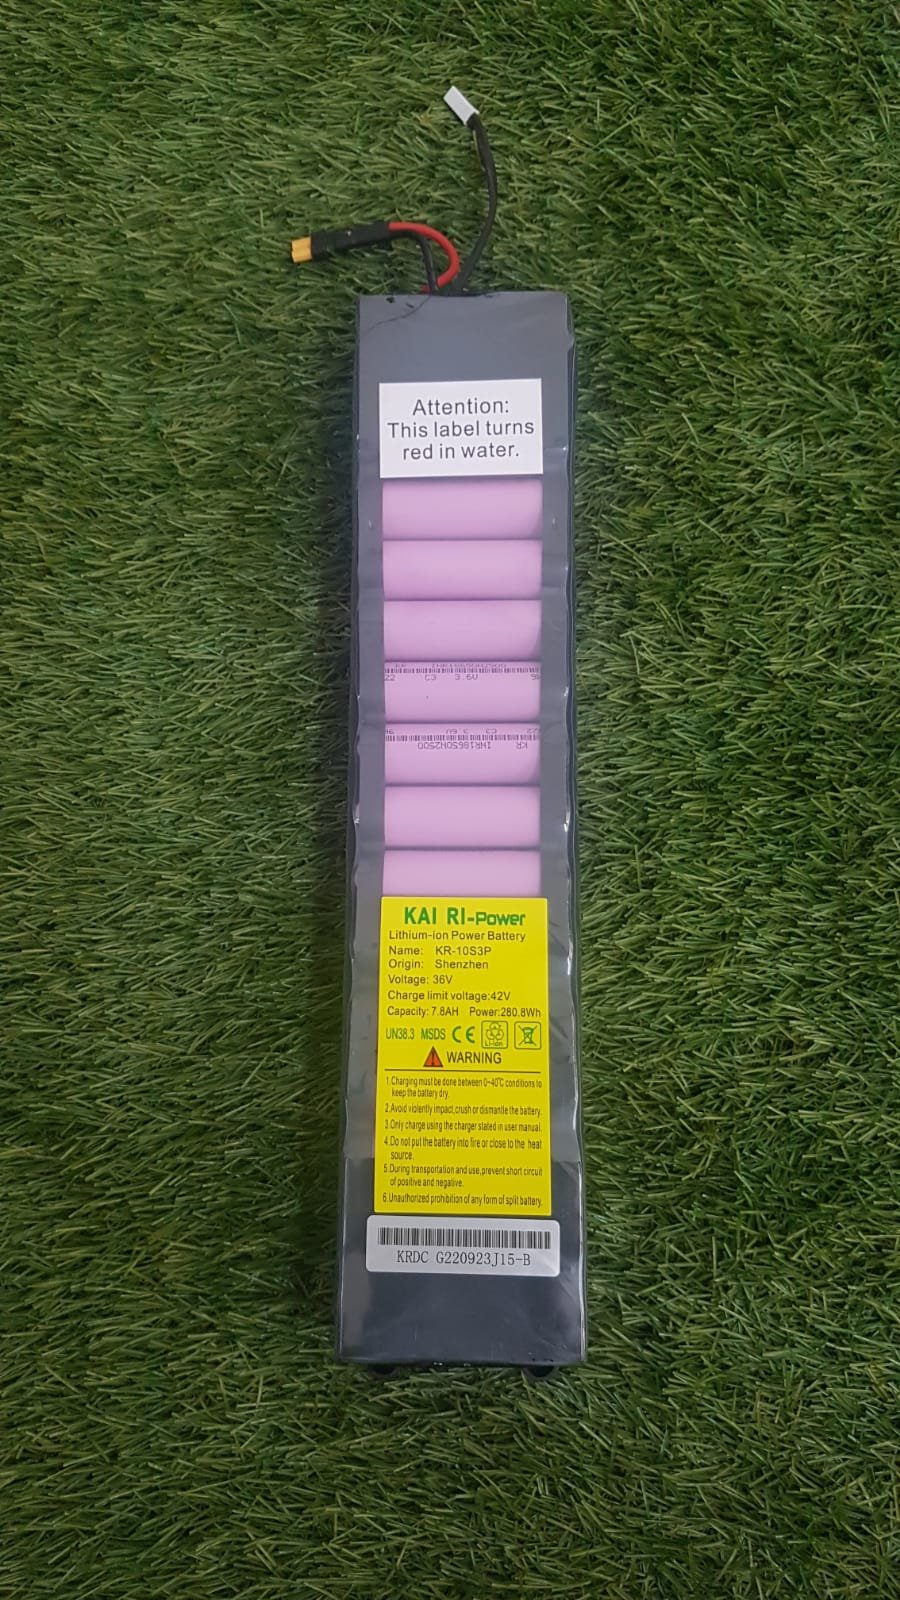 Attention:
This label turns
red in water.
KR INR18650N2500
22 C3 3.6V
22 C3 3.6V
KR INR18650N2500
KAI RI-Power
Lithium-ion Power Battery
Name: KR-10S3P
Origin: Shenzhen
Voltage: 36V
Charge limit voltage:42V
Capacity: 7.8AH Power:280.8Wh
UN38.3 MSDS CE Li-ion
WARNING
1.Charging must be done between 0~40℃ conditions to
keep the battery dry.
2.Avoid violently impact,crush or dismantle the battery.
3.Only charge using the charger stated in user manual.
4.Do not put the battery into fire or close to the heat
source.
5.During transportation and use,prevent short circuit
of positive and negative.
6.Unauthorized prohibition of any form of split battery.
KRDC G220923J15-B